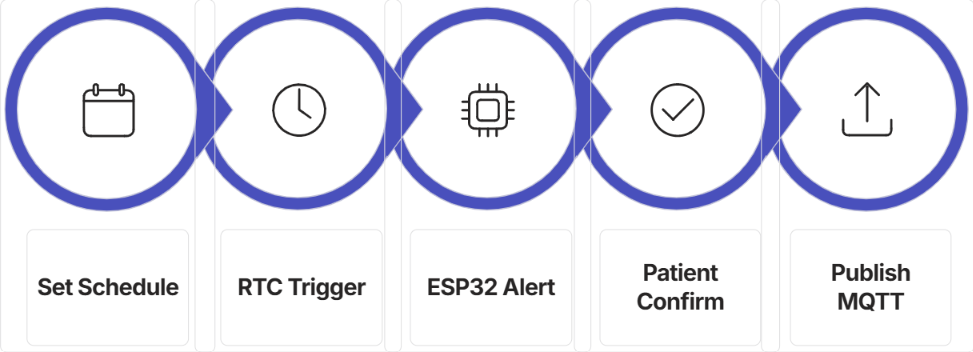 Set Schedule
RTC Trigger
ESP32 Alert
Patient
Confirm
Publish
MQTT